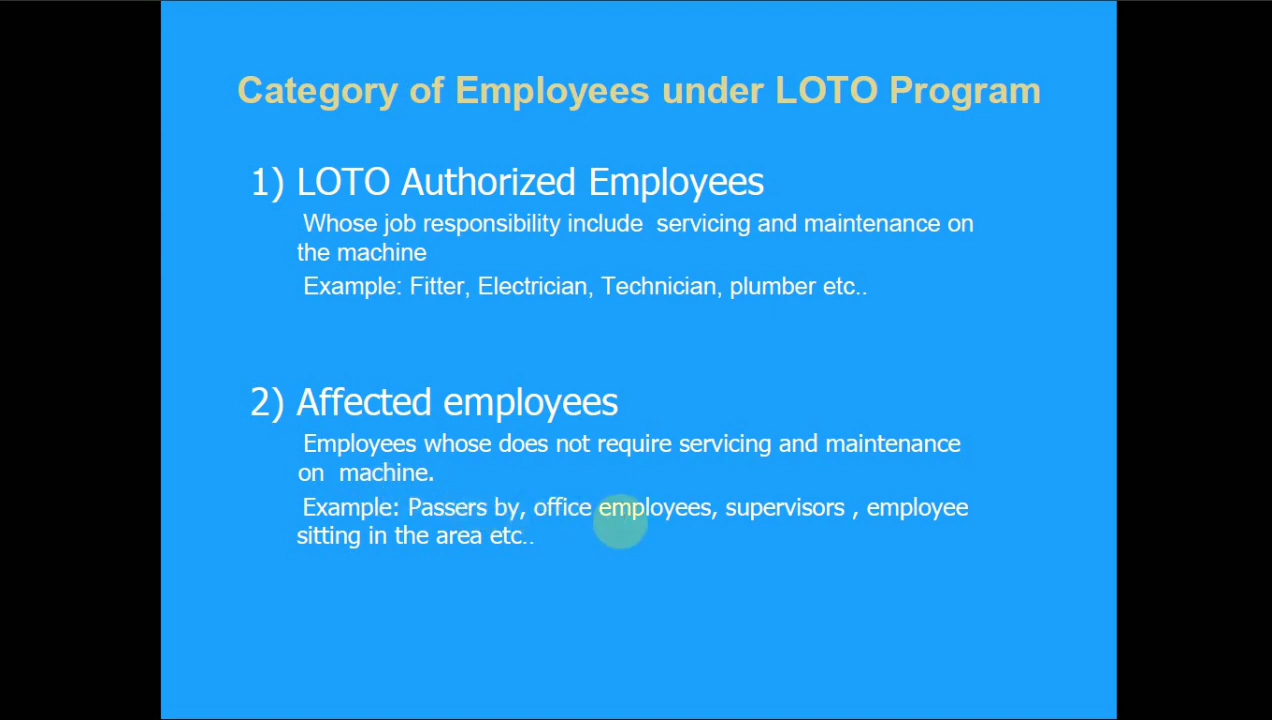 Category of Employees under LOTO Program
1) LOTO Authorized Employees
Whose job responsibility include servicing and maintenance on
the machine
Example: Fitter, Electrician, Technician, plumber etc..
2) Affected employees
Employees whose does not require servicing and maintenance
on machine.
Example: Passers by, office employees, supervisors , employee
sitting in the area etc..